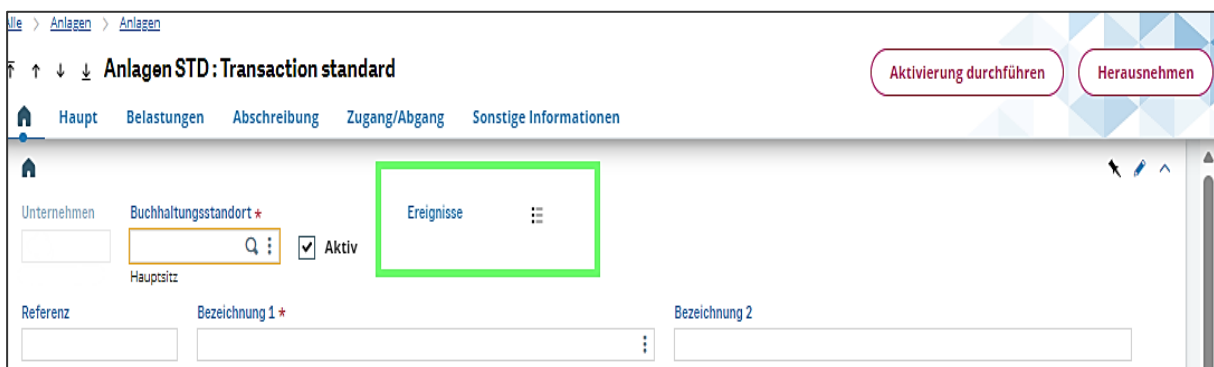 Alle > Anlagen > Anlagen
Anlagen STD : Transaction standard
Aktivierung durchführen
Herausnehmen
Haupt Belastungen Abschreibung Zugang/Abgang Sonstige Informationen
Unternehmen Buchhaltungsstandort * Ereignisse
Aktiv
Hauptsitz
Referenz Bezeichnung 1 * Bezeichnung 2